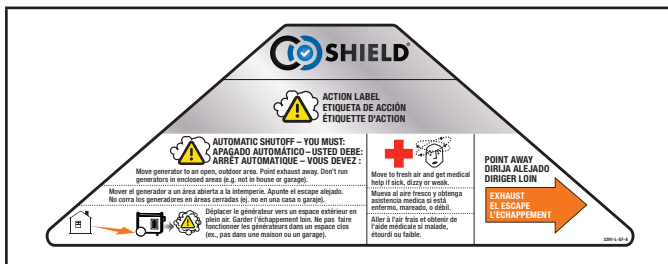 CO SHIELD®
ACTION LABEL
ETIQUETA DE ACCIÓN
ÉTIQUETTE D'ACTION
AUTOMATIC SHUTOFF – YOU MUST:
APAGADO AUTOMÁTICO – USTED DEBE:
ARRÊT AUTOMATIQUE – VOUS DEVEZ :
Move generator to an open, outdoor area. Point exhaust away. Don't run
generators in enclosed areas (e.g. not in house or garage).
Mover el generador a un área abierta a la intemperie. Apunte el escape alejado.
No corra los generadores en áreas cerradas (ej. no en una casa o garaje).
Déplacer le générateur vers un espace extérieur en
plein air. Garder l'échappement loin. Ne pas faire
fonctionner les générateurs dans un espace clos
(ex., pas dans une maison ou un garage).
Move to fresh air and get medical
help if sick, dizzy or weak.
Mueva al aire fresco y obtenga
asistencia medica si está
enfermo, mareado, o débil.
Aller à l'air frais et obtenir de
l'aide médicale si malade,
étourdi ou faible.
POINT AWAY
DIRIJA ALEJADO
DIRIGER LOIN
EXHAUST
EL ESCAPE
L'ECHAPPEMENT
3391-L-SF-A